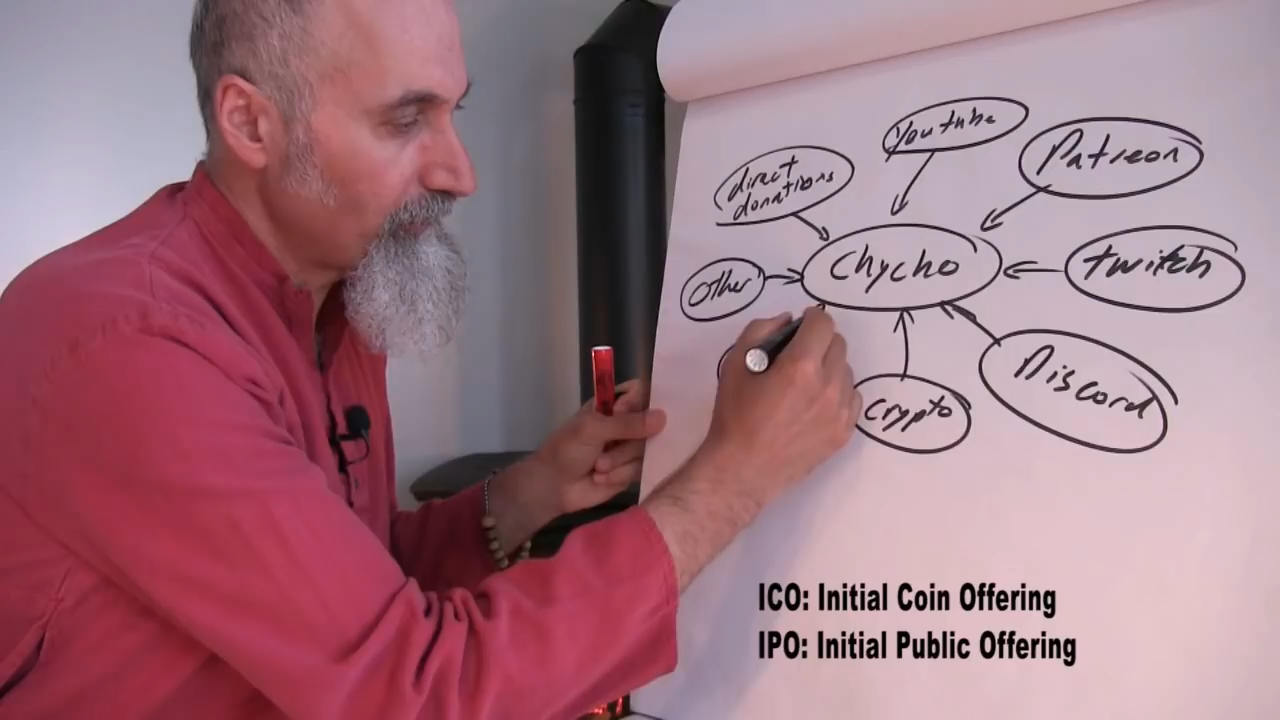 Youtube
Patreon
direct
donations
chycho
twitch
other
Discord
crypto
ICO: Initial Coin Offering
IPO: Initial Public Offering